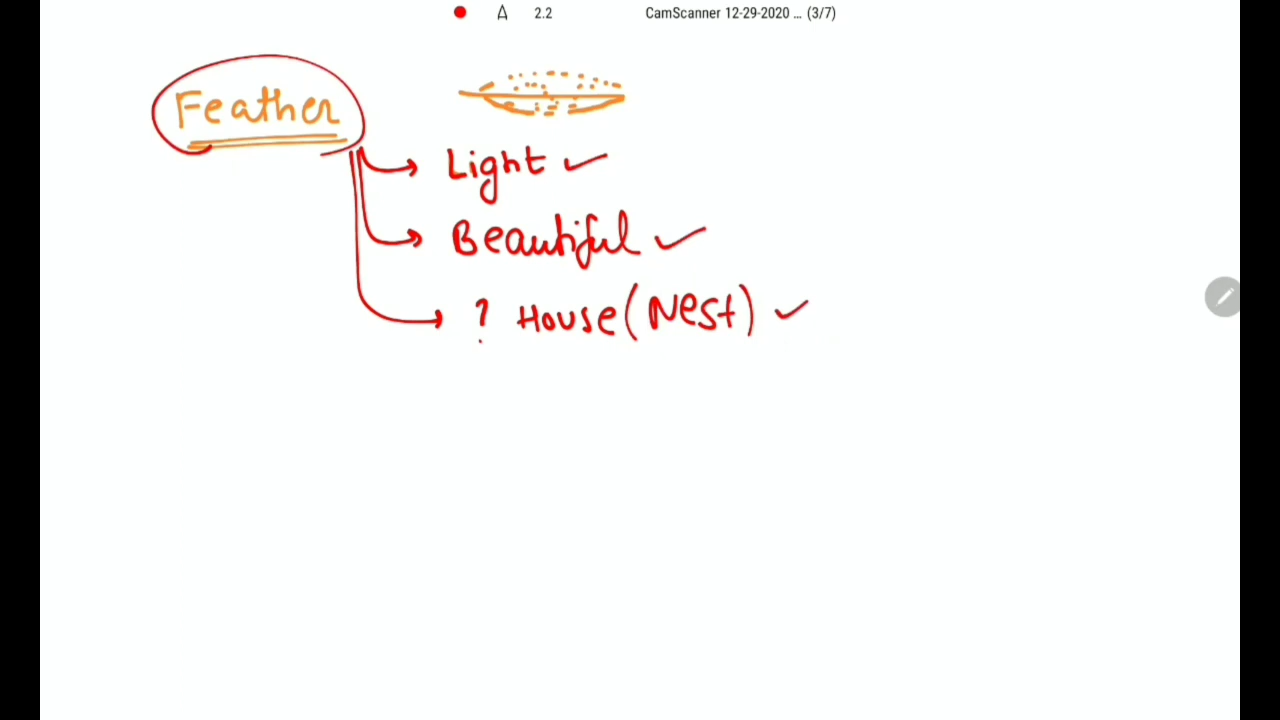 A 2.2 CamScanner 12-29-2020 ... (3/7)
Feather
Light
Beautiful
? House (Nest)